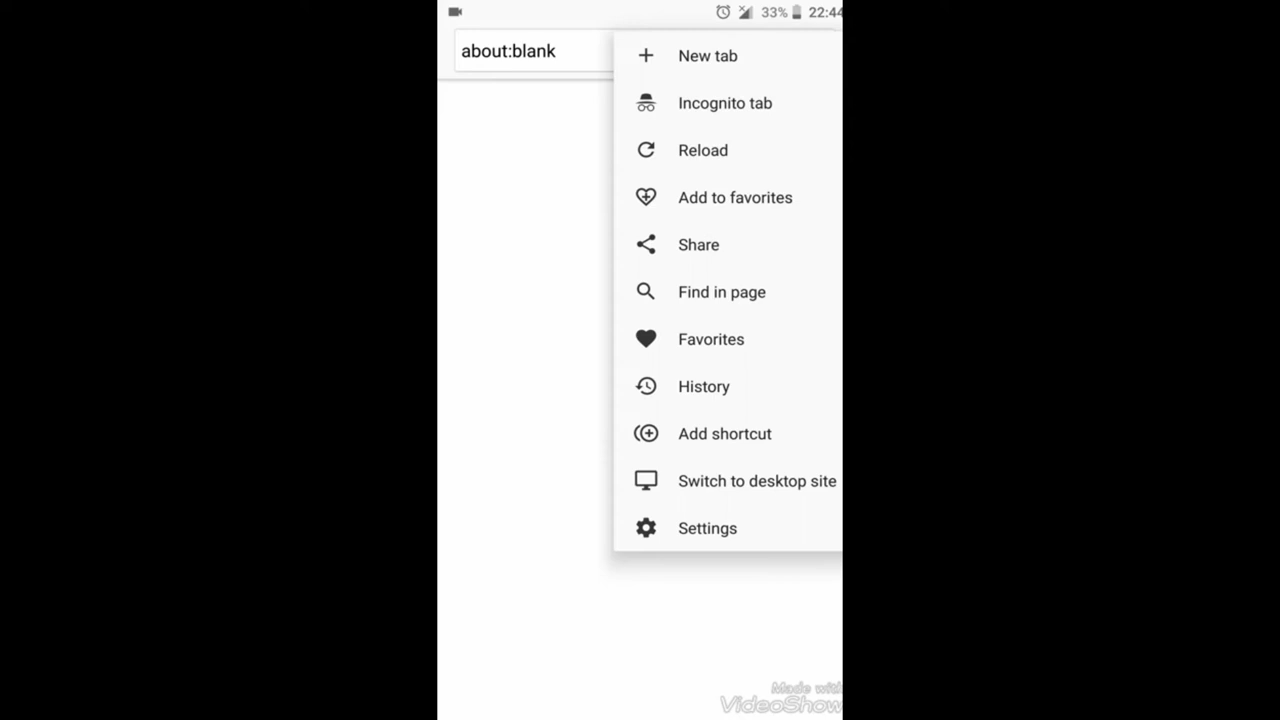 33% 22:44
about:blank
New tab
Incognito tab
Reload
Add to favorites
Share
Find in page
Favorites
History
Add shortcut
Switch to desktop site
Settings
Made with
VideoShow